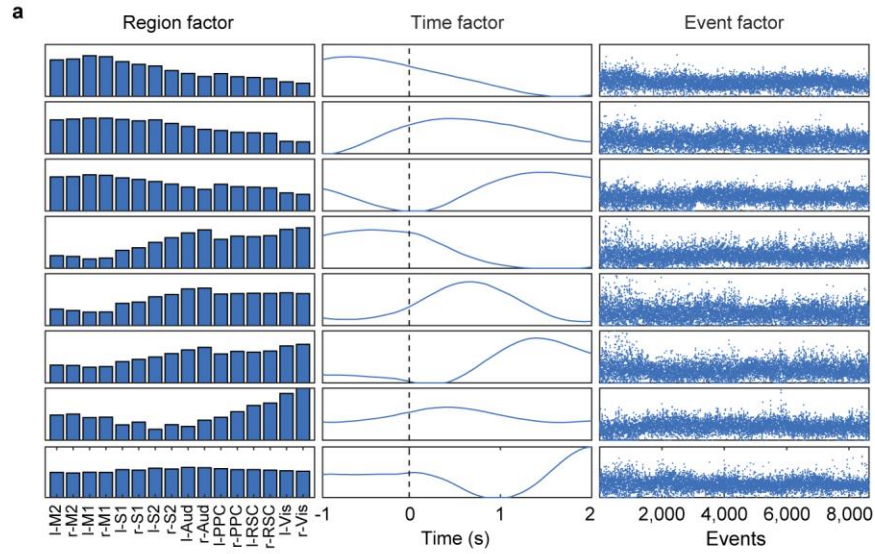 a
Region factor
Time factor
Event factor
l-M2
r-M2
l-M1
r-M1
l-S1
r-S1
l-S2
r-S2
l-Aud
r-Aud
l-PPC
r-PPC
l-RSC
r-RSC
l-Vis
r-Vis
-1 0 1 2
Time (s)
2,000 4,000 6,000 8,000
Events